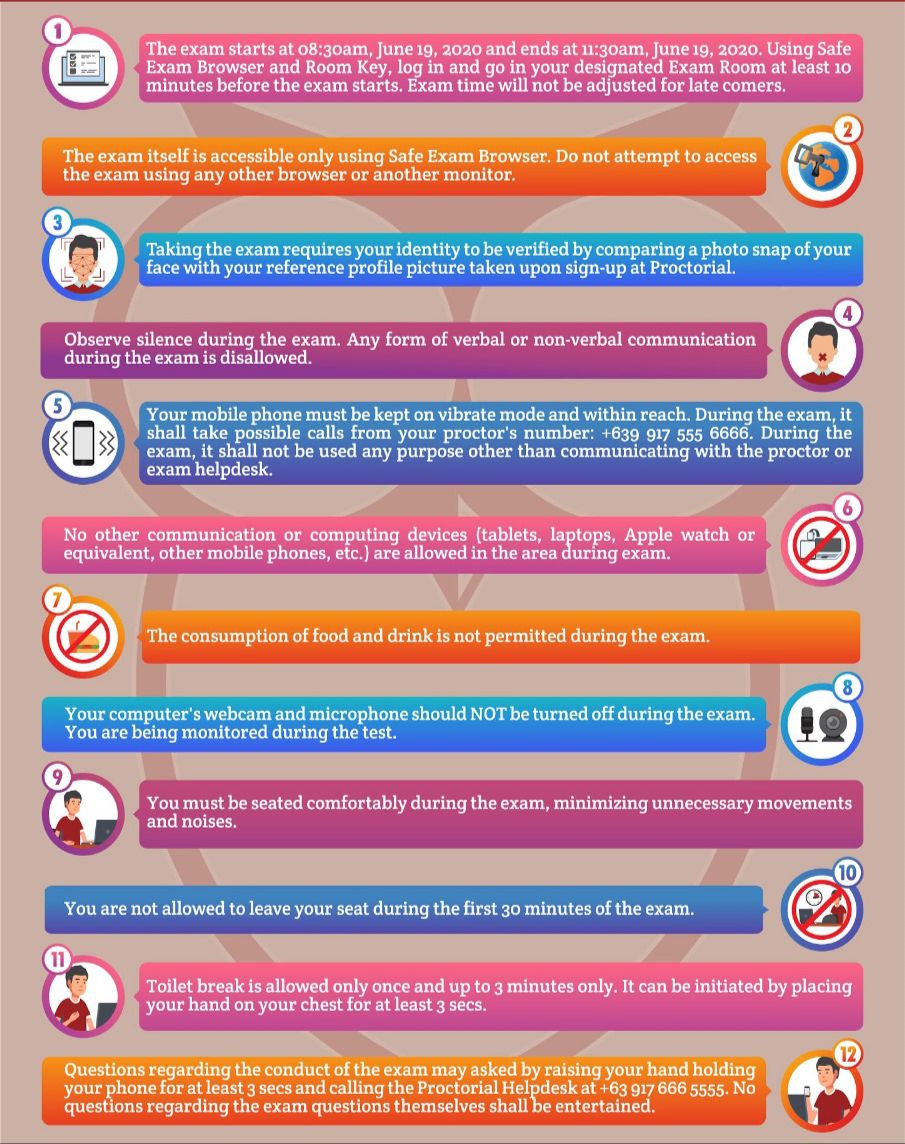 1
The exam starts at 08:30am, June 19, 2020 and ends at 11:30am, June 19, 2020. Using Safe
Exam Browser and Room Key, log in and go in your designated Exam Room at least 10
minutes before the exam starts. Exam time will not be adjusted for late comers.
2
The exam itself is accessible only using Safe Exam Browser. Do not attempt to access
the exam using any other browser or another monitor.
3
Taking the exam requires your identity to be verified by comparing a photo snap of your
face with your reference profile picture taken upon sign-up at Proctorial.
4
Observe silence during the exam. Any form of verbal or non-verbal communication
during the exam is disallowed.
5
Your mobile phone must be kept on vibrate mode and within reach. During the exam, it
shall take possible calls from your proctor's number: +639 917 555 6666. During the
exam, it shall not be used any purpose other than communicating with the proctor or
exam helpdesk.
6
No other communication or computing devices (tablets, laptops, Apple watch or
equivalent, other mobile phones, etc.) are allowed in the area during exam.
7
The consumption of food and drink is not permitted during the exam.
8
Your computer's webcam and microphone should NOT be turned off during the exam.
You are being monitored during the test.
9
You must be seated comfortably during the exam, minimizing unnecessary movements
and noises.
10
You are not allowed to leave your seat during the first 30 minutes of the exam.
11
Toilet break is allowed only once and up to 3 minutes only. It can be initiated by placing
your hand on your chest for at least 3 secs.
12
Questions regarding the conduct of the exam may asked by raising your hand holding
your phone for at least 3 secs and calling the Proctorial Helpdesk at +63 917 666 5555. No
questions regarding the exam questions themselves shall be entertained.